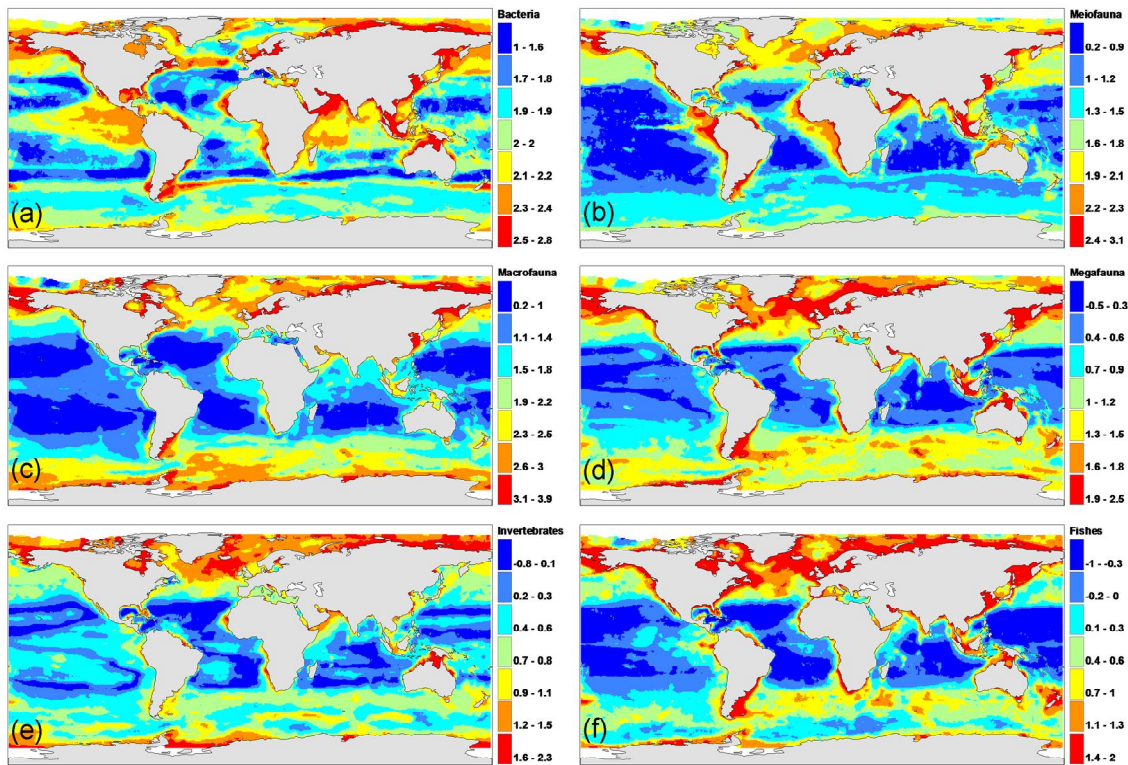 Bacteria
1 - 1.6
1.7 - 1.8
1.9 - 1.9
2 - 2
2.1 - 2.2
2.3 - 2.4
2.5 - 2.8
(a)
Meiofauna
0.2 - 0.9
1 - 1.2
1.3 - 1.5
1.6 - 1.8
1.9 - 2.1
2.2 - 2.3
2.4 - 3.1
(b)
Macrofauna
0.2 - 1
1.1 - 1.4
1.5 - 1.8
1.9 - 2.2
2.3 - 2.5
2.6 - 3
3.1 - 3.9
(c)
Megafauna
-0.5 - 0.3
0.4 - 0.6
0.7 - 0.9
1 - 1.2
1.3 - 1.5
1.6 - 1.8
1.9 - 2.5
(d)
Invertebrates
-0.8 - 0.1
0.2 - 0.3
0.4 - 0.6
0.7 - 0.8
0.9 - 1.1
1.2 - 1.5
1.6 - 2.3
(e)
Fishes
-1 - -0.3
-0.2 - 0
0.1 - 0.3
0.4 - 0.6
0.7 - 1
1.1 - 1.3
1.4 - 2
(f)